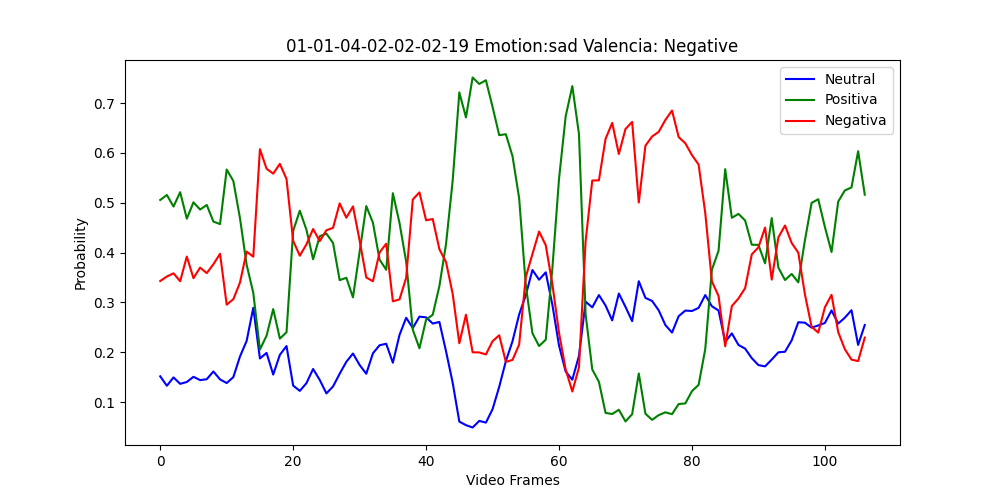 01-01-04-02-02-02-19 Emotion:sad Valencia: Negative
Neutral
Positiva
Negativa
Probability
0.7
0.6
0.5
0.4
0.3
0.2
0.1
0 20 40 60 80 100
Video Frames